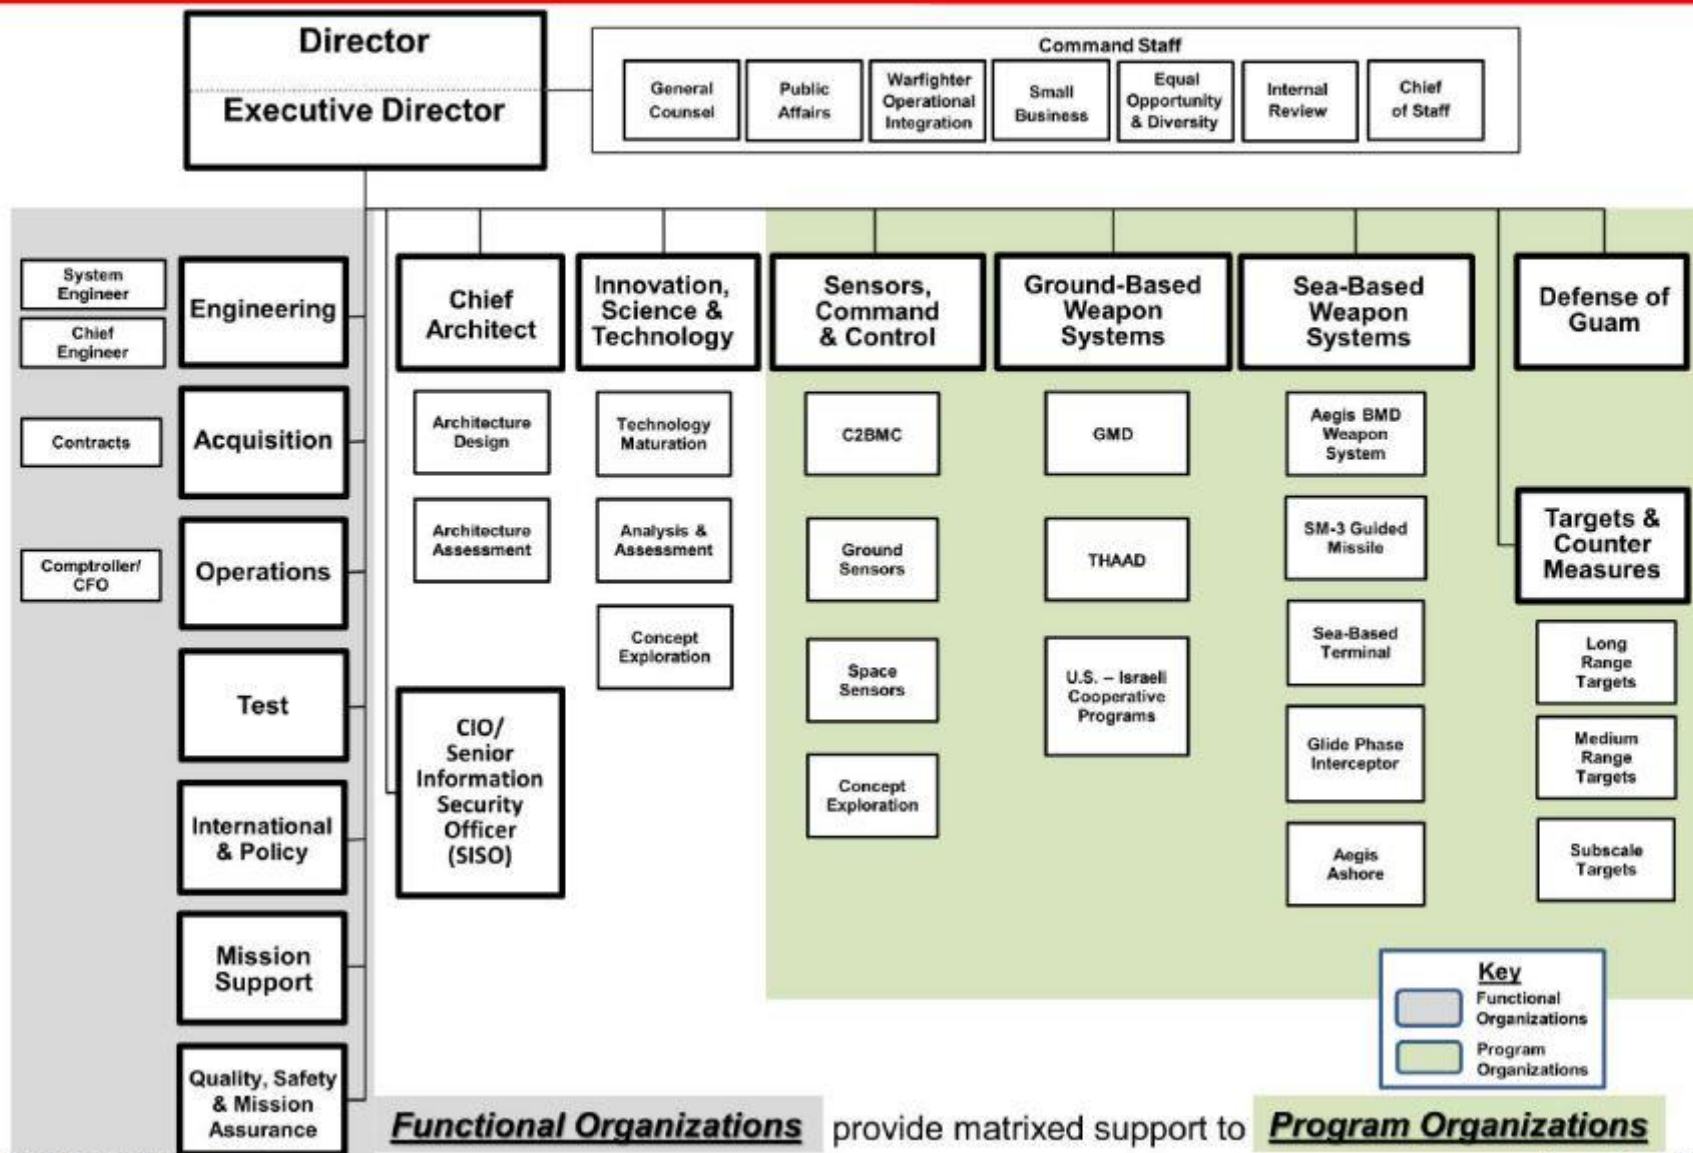 Director
Executive Director
Command Staff
General
Counsel
Public
Affairs
Warfighter
Operational
Integration
Small
Business
Equal
Opportunity
& Diversity
Internal
Review
Chief
of Staff
System
Engineer
Chief
Engineer
Engineering
Contracts
Acquisition
Comptroller/
CFO
Operations
Test
International
& Policy
Mission
Support
Quality, Safety
& Mission
Assurance
Chief
Architect
Architecture
Design
Architecture
Assessment
CIO/
Senior
Information
Security
Officer
(SISO)
Innovation,
Science &
Technology
Technology
Maturation
Analysis &
Assessment
Concept
Exploration
Sensors,
Command
& Control
C2BMC
Ground
Sensors
Space
Sensors
Concept
Exploration
Ground-Based
Weapon
Systems
GMD
THAAD
U.S. – Israeli
Cooperative
Programs
Sea-Based
Weapon
Systems
Aegis BMD
Weapon
System
SM-3 Guided
Missile
Sea-Based
Terminal
Glide Phase
Interceptor
Aegis
Ashore
Defense of
Guam
Targets &
Counter
Measures
Long
Range
Targets
Medium
Range
Targets
Subscale
Targets
Key
Functional
Organizations
Program
Organizations
Functional Organizations provide matrixed support to Program Organizations